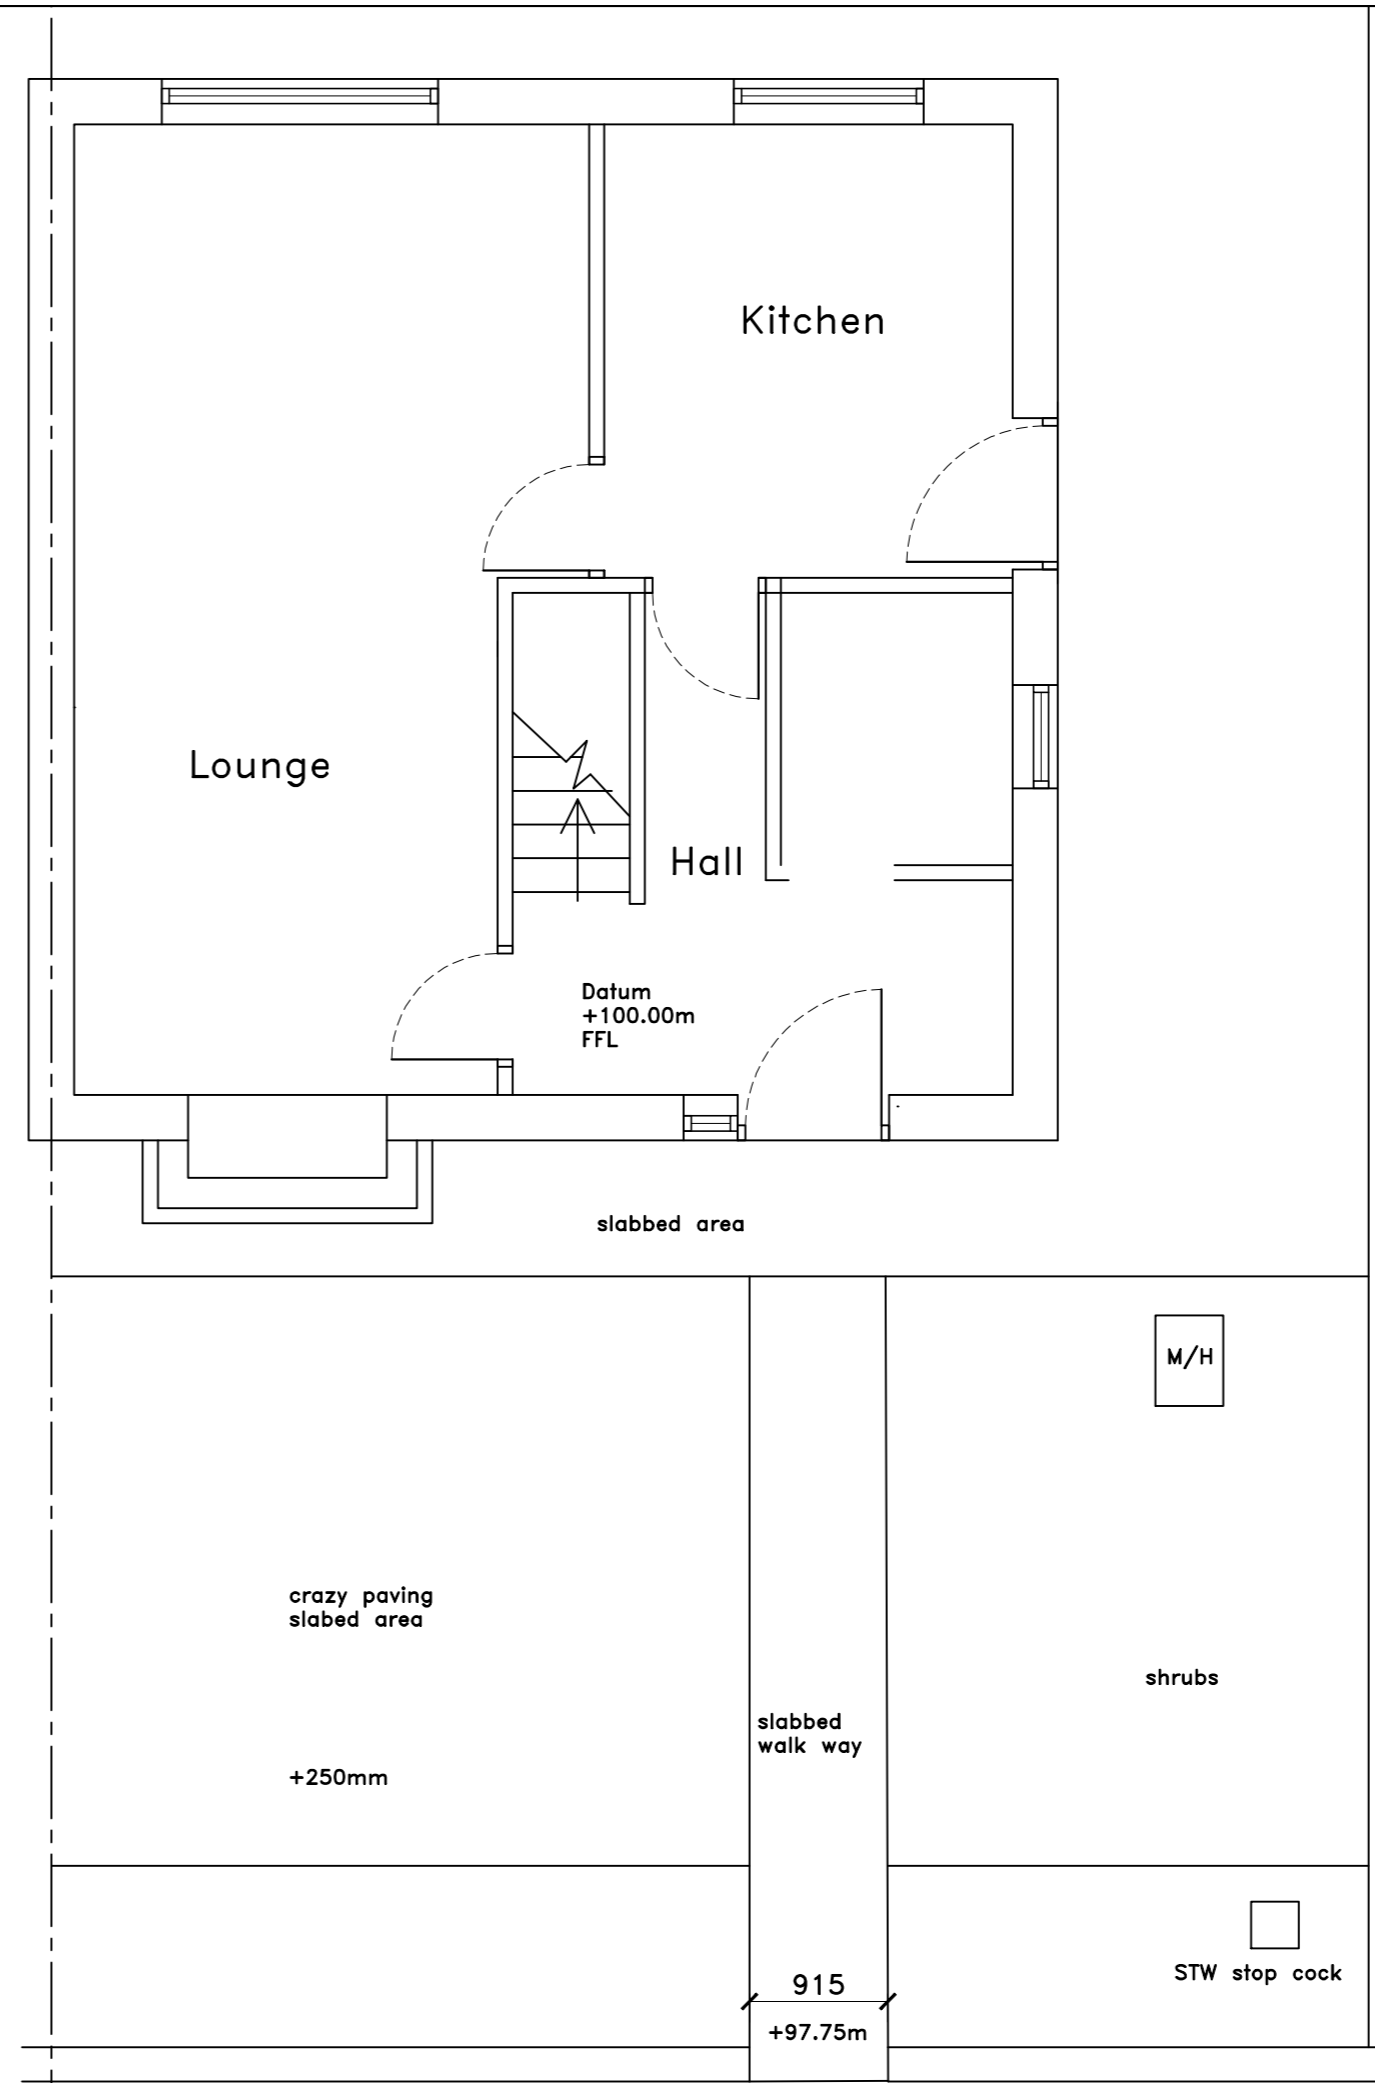 Kitchen
Lounge
Hall
Datum
+100.00m
FFL
slabbed area
M/H
crazy paving
slabed area
shrubs
slabbed
walk way
+250mm
STW stop cock
915
+97.75m